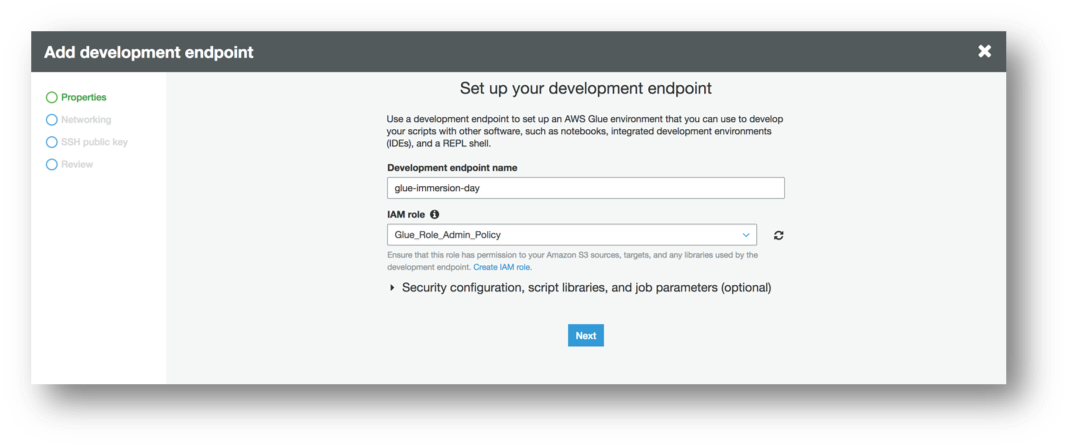 Add development endpoint
Properties
Networking
SSH public key
Review
Set up your development endpoint
Use a development endpoint to set up an AWS Glue environment that you can use to develop
your scripts with other software, such as notebooks, integrated development environments
(IDEs), and a REPL shell.
Development endpoint name
glue-immersion-day
IAM role
Glue_Role_Admin_Policy
Ensure that this role has permission to your Amazon S3 sources, targets, and any libraries used by the
development endpoint. Create IAM role.
Security configuration, script libraries, and job parameters (optional)
Next